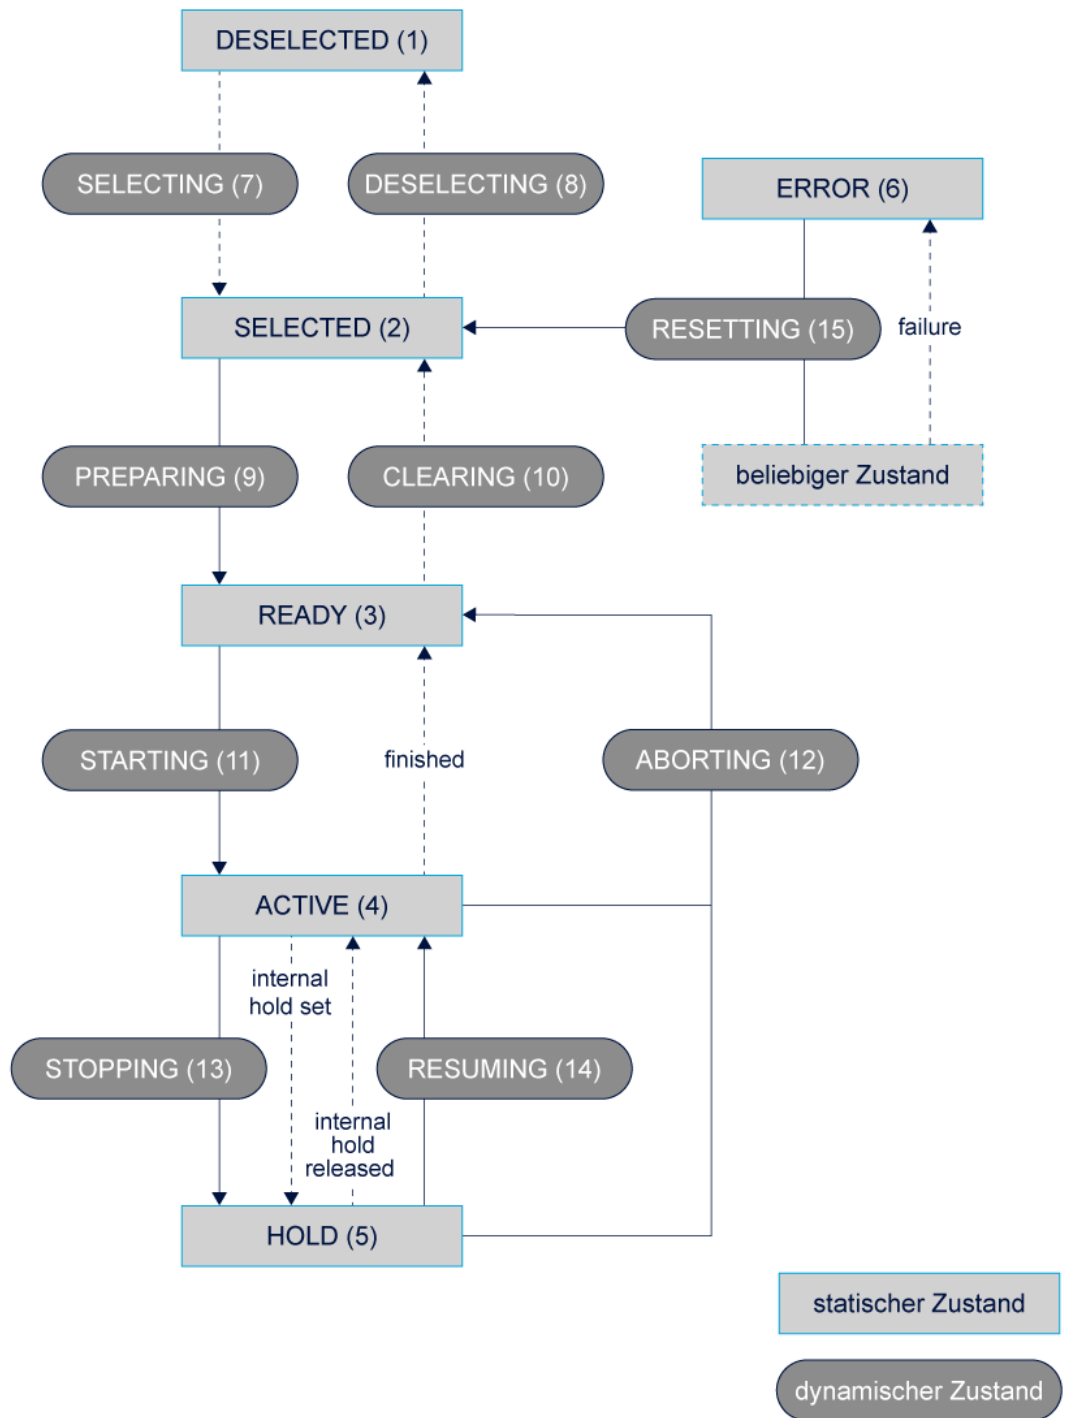 DESELECTED (1)
SELECTING (7)
DESELECTING (8)
ERROR (6)
SELECTED (2)
RESETTING (15)
failure
PREPARING (9)
CLEARING (10)
beliebiger Zustand
READY (3)
STARTING (11)
finished
ABORTING (12)
ACTIVE (4)
internal
hold set
STOPPING (13)
RESUMING (14)
internal
hold
released
HOLD (5)
statischer Zustand
dynamischer Zustand